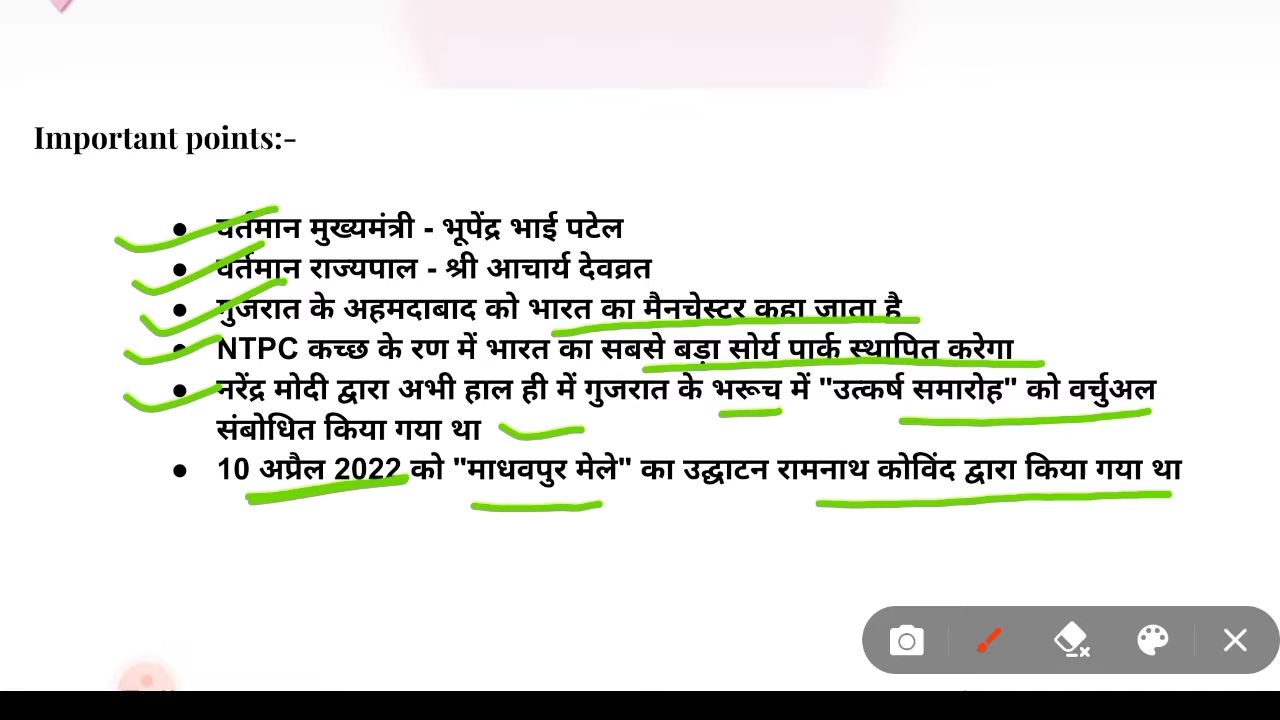 Important points:-
● वर्तमान मुख्यमंत्री - भूपेंद्र भाई पटेल
● वर्तमान राज्यपाल - श्री आचार्य देवव्रत
● गुजरात के अहमदाबाद को भारत का मैनचेस्टर कहा जाता है
● NTPC कच्छ के रण में भारत का सबसे बड़ा सोर्य पार्क स्थापित करेगा
● नरेंद्र मोदी द्वारा अभी हाल ही में गुजरात के भरूच में "उत्कर्ष समारोह" को वर्चुअल
संबोधित किया गया था
● 10 अप्रैल 2022 को "माधवपुर मेले" का उद्घाटन रामनाथ कोविंद द्वारा किया गया था